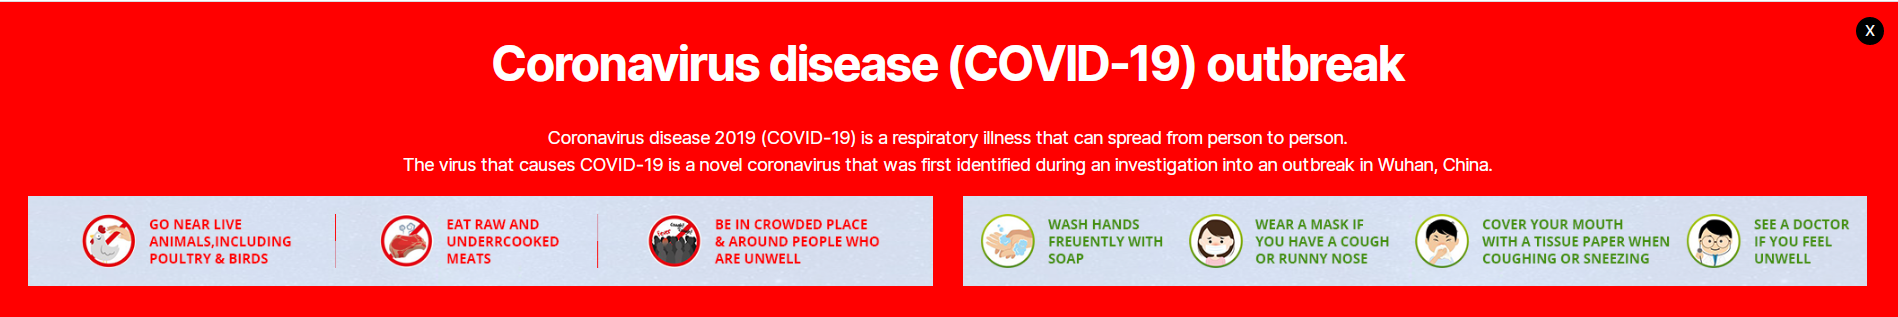 X
Coronavirus disease (COVID-19) outbreak
Coronavirus disease 2019 (COVID-19) is a respiratory illness that can spread from person to person.
The virus that causes COVID-19 is a novel coronavirus that was first identified during an investigation into an outbreak in Wuhan, China.
GO NEAR LIVE
ANIMALS,INCLUDING
POULTRY & BIRDS
EAT RAW AND
UNDERRCOOKED
MEATS
BE IN CROWDED PLACE
& AROUND PEOPLE WHO
ARE UNWELL
WASH HANDS
FREUENTLY WITH
SOAP
WEAR A MASK IF
YOU HAVE A COUGH
OR RUNNY NOSE
COVER YOUR MOUTH
WITH A TISSUE PAPER WHEN
COUGHING OR SNEEZING
SEE A DOCTOR
IF YOU FEEL
UNWELL